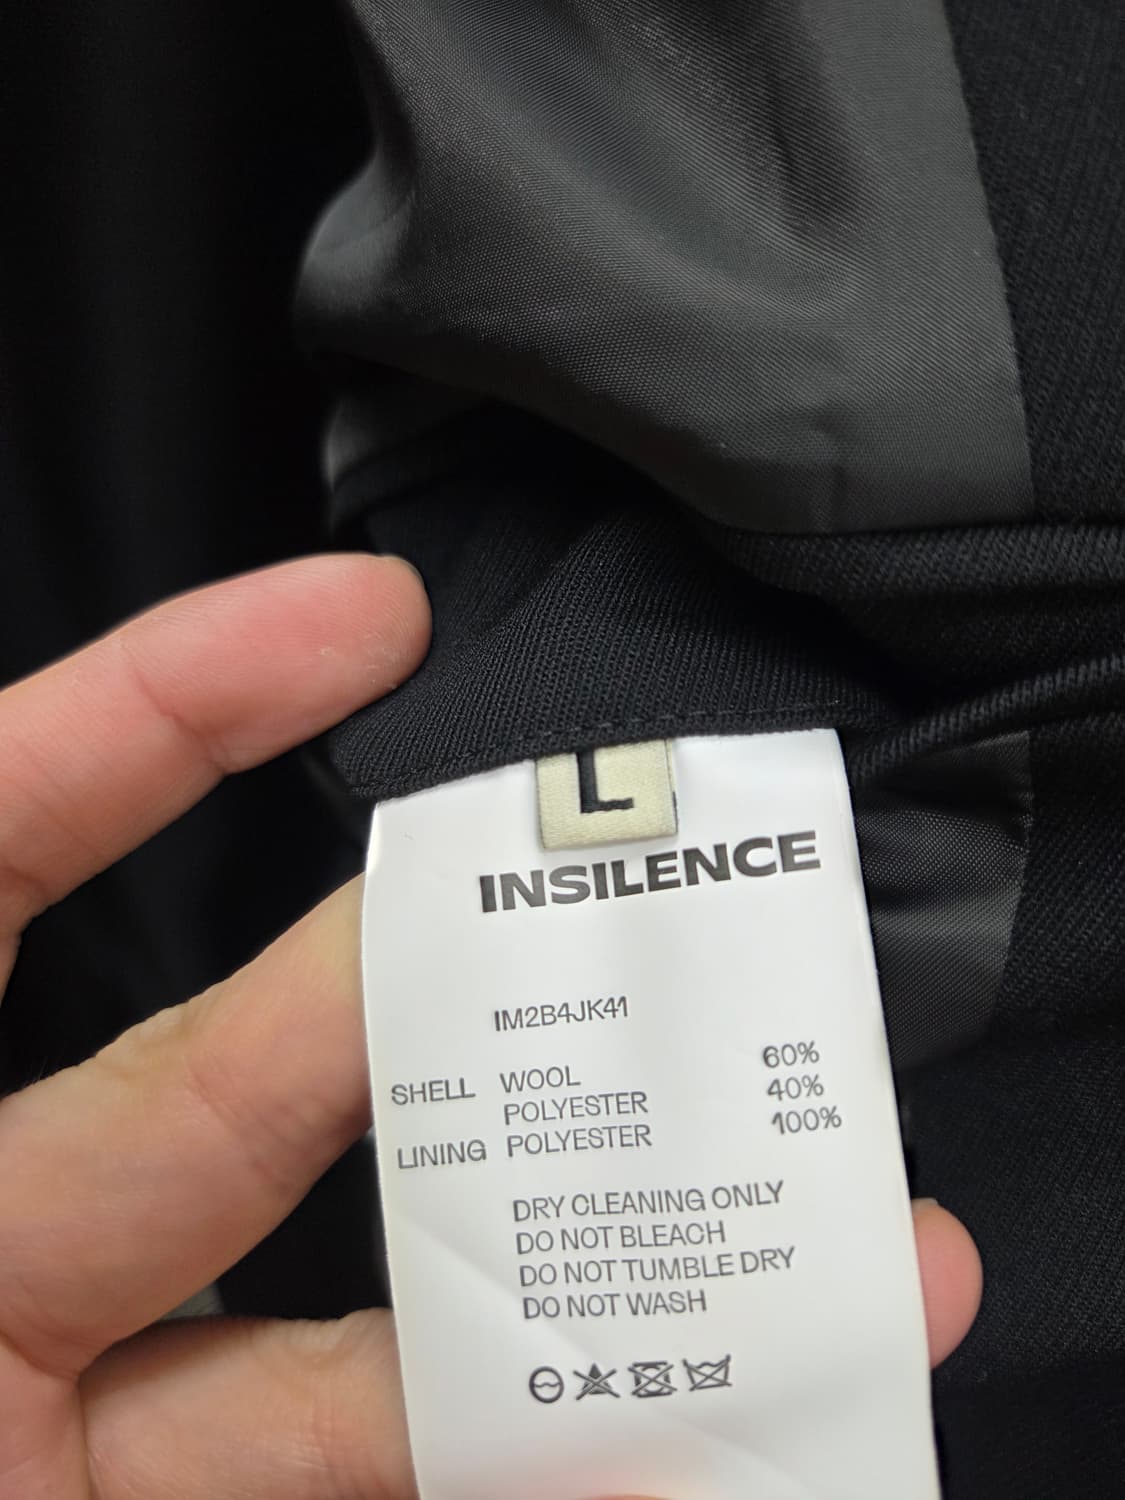 L
INSILENCE
IM2B4JK41
SHELL WOOL 60%
POLYESTER 40%
LINING POLYESTER 100%
DRY CLEANING ONLY
DO NOT BLEACH
DO NOT TUMBLE DRY
DO NOT WASH